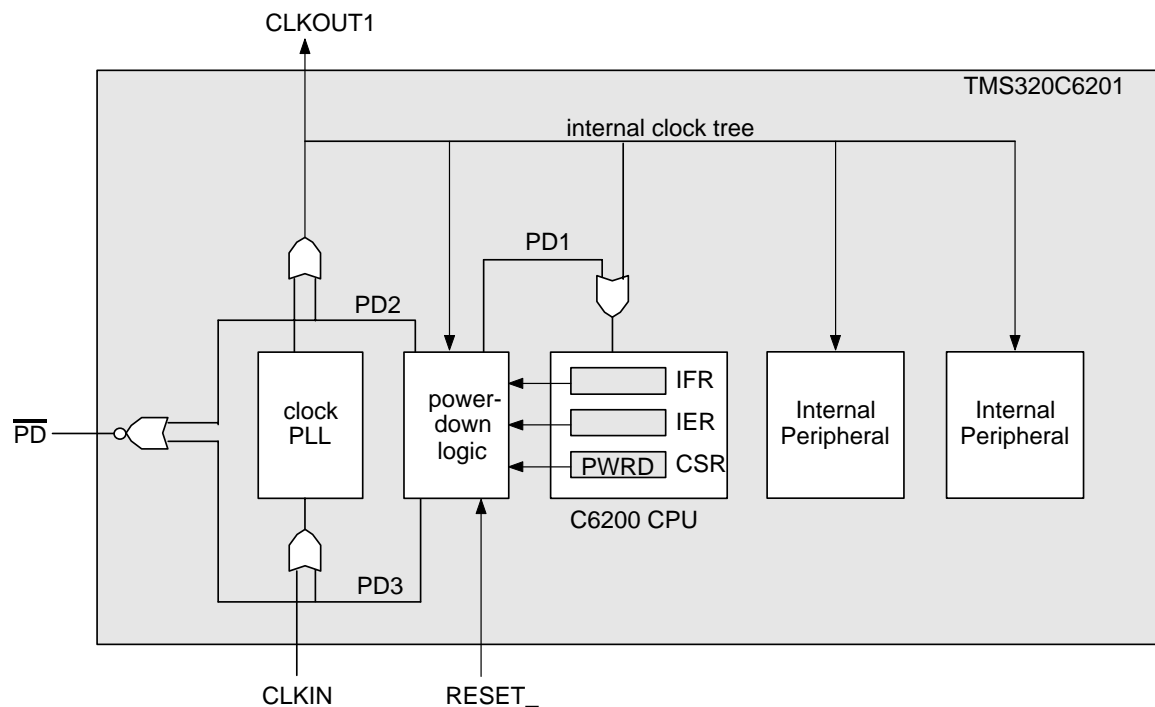 CLKOUT1
TMS320C6201
internal clock tree
PD1
PD2
clock
PLL
power-
down
logic
IFR
IER
PWRD CSR
Internal
Peripheral
Internal
Peripheral
PD
C6200 CPU
PD3
CLKIN
RESET_